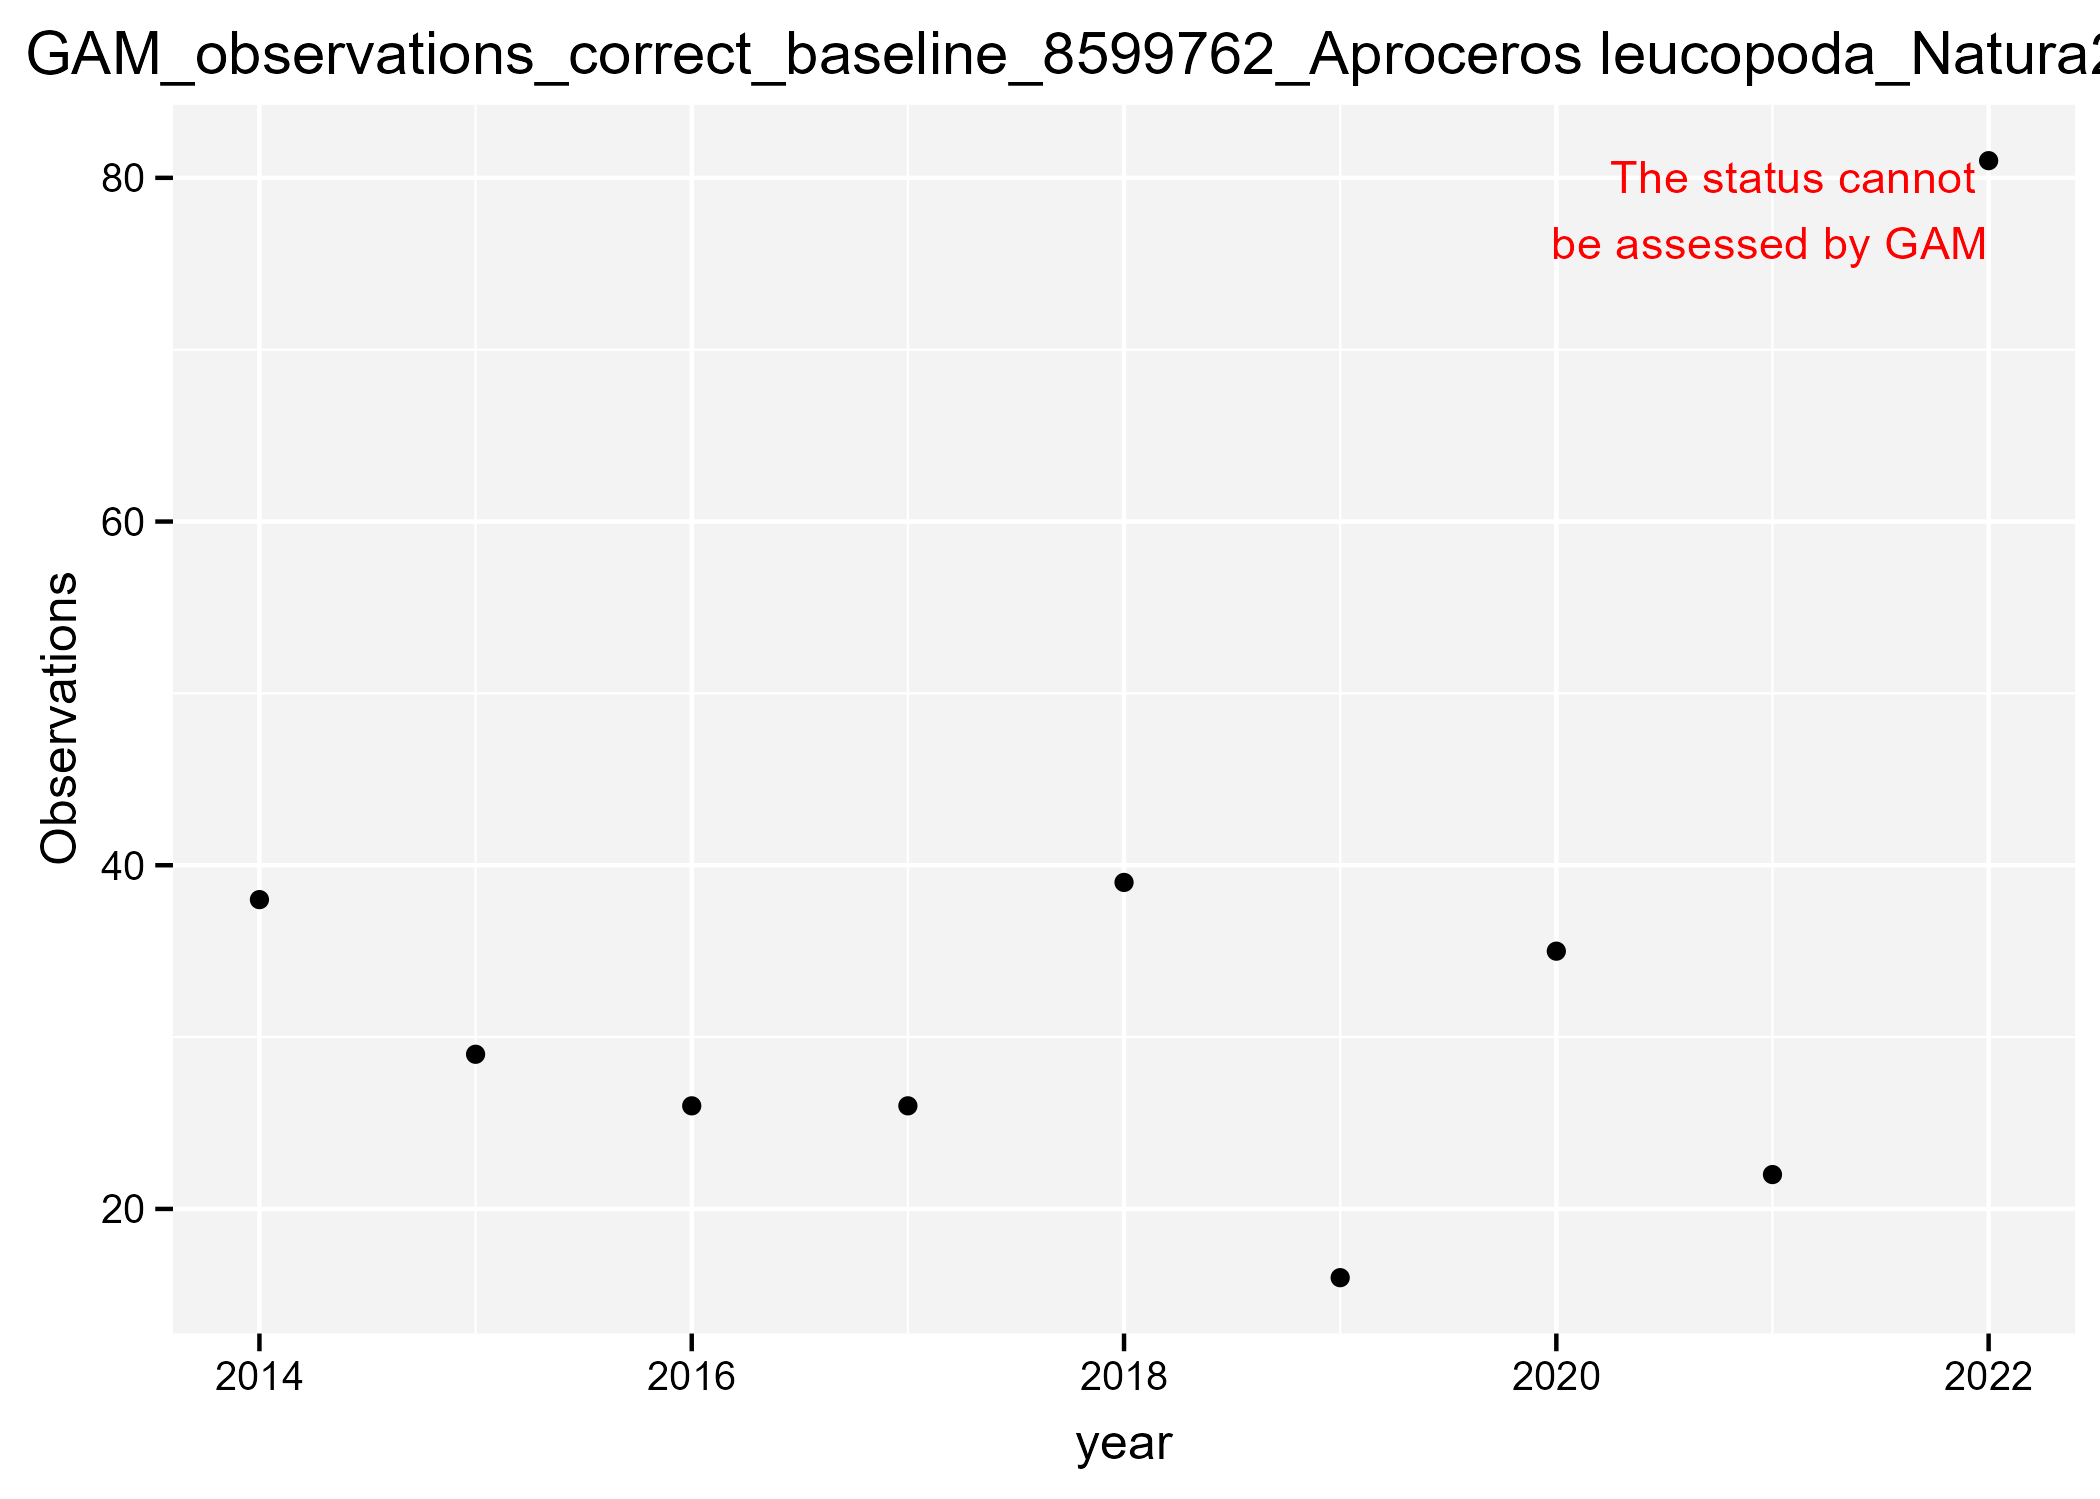 GAM_observations_correct_baseline_8599762_Aproceros leucopoda_Natura2
80
The status cannot
be assessed by GAM
60
Observations
40
20
2014 2016 2018 2020 2022
year